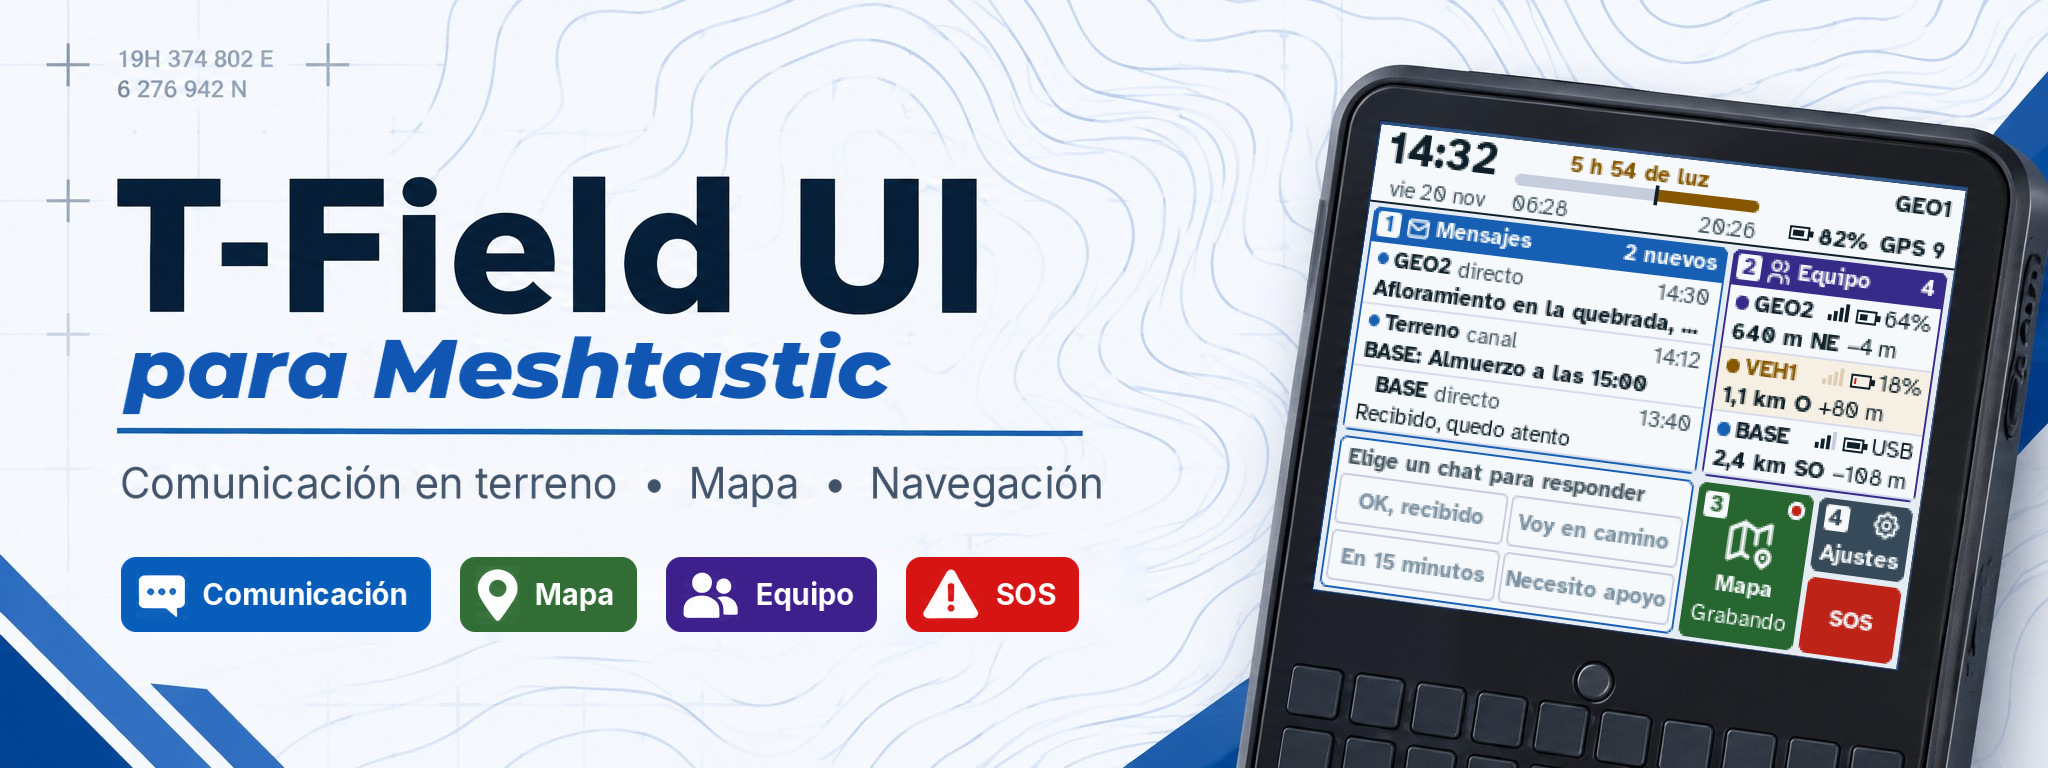 19H 374 802 E
6 276 942 N
T-Field UI
para Meshtastic
Comunicación en terreno • Mapa • Navegación
Comunicación
Mapa
Equipo
SOS
14:32
vie 20 nov
5 h 54 de luz
06:28
20:26
GEO1
82% GPS 9
1 Mensajes 2 nuevos
GEO2 directo 14:30
Afloramiento en la quebrada, ...
Terreno canal 14:12
BASE: Almuerzo a las 15:00
BASE directo 13:40
Recibido, quedo atento
Elige un chat para responder
OK, recibido
Voy en camino
En 15 minutos
Necesito apoyo
2 Equipo 4
GEO2 64%
640 m NE −4 m
VEH1 18%
1,1 km O +80 m
BASE USB
2,4 km SO −108 m
3
Mapa
Grabando
4
Ajustes
SOS